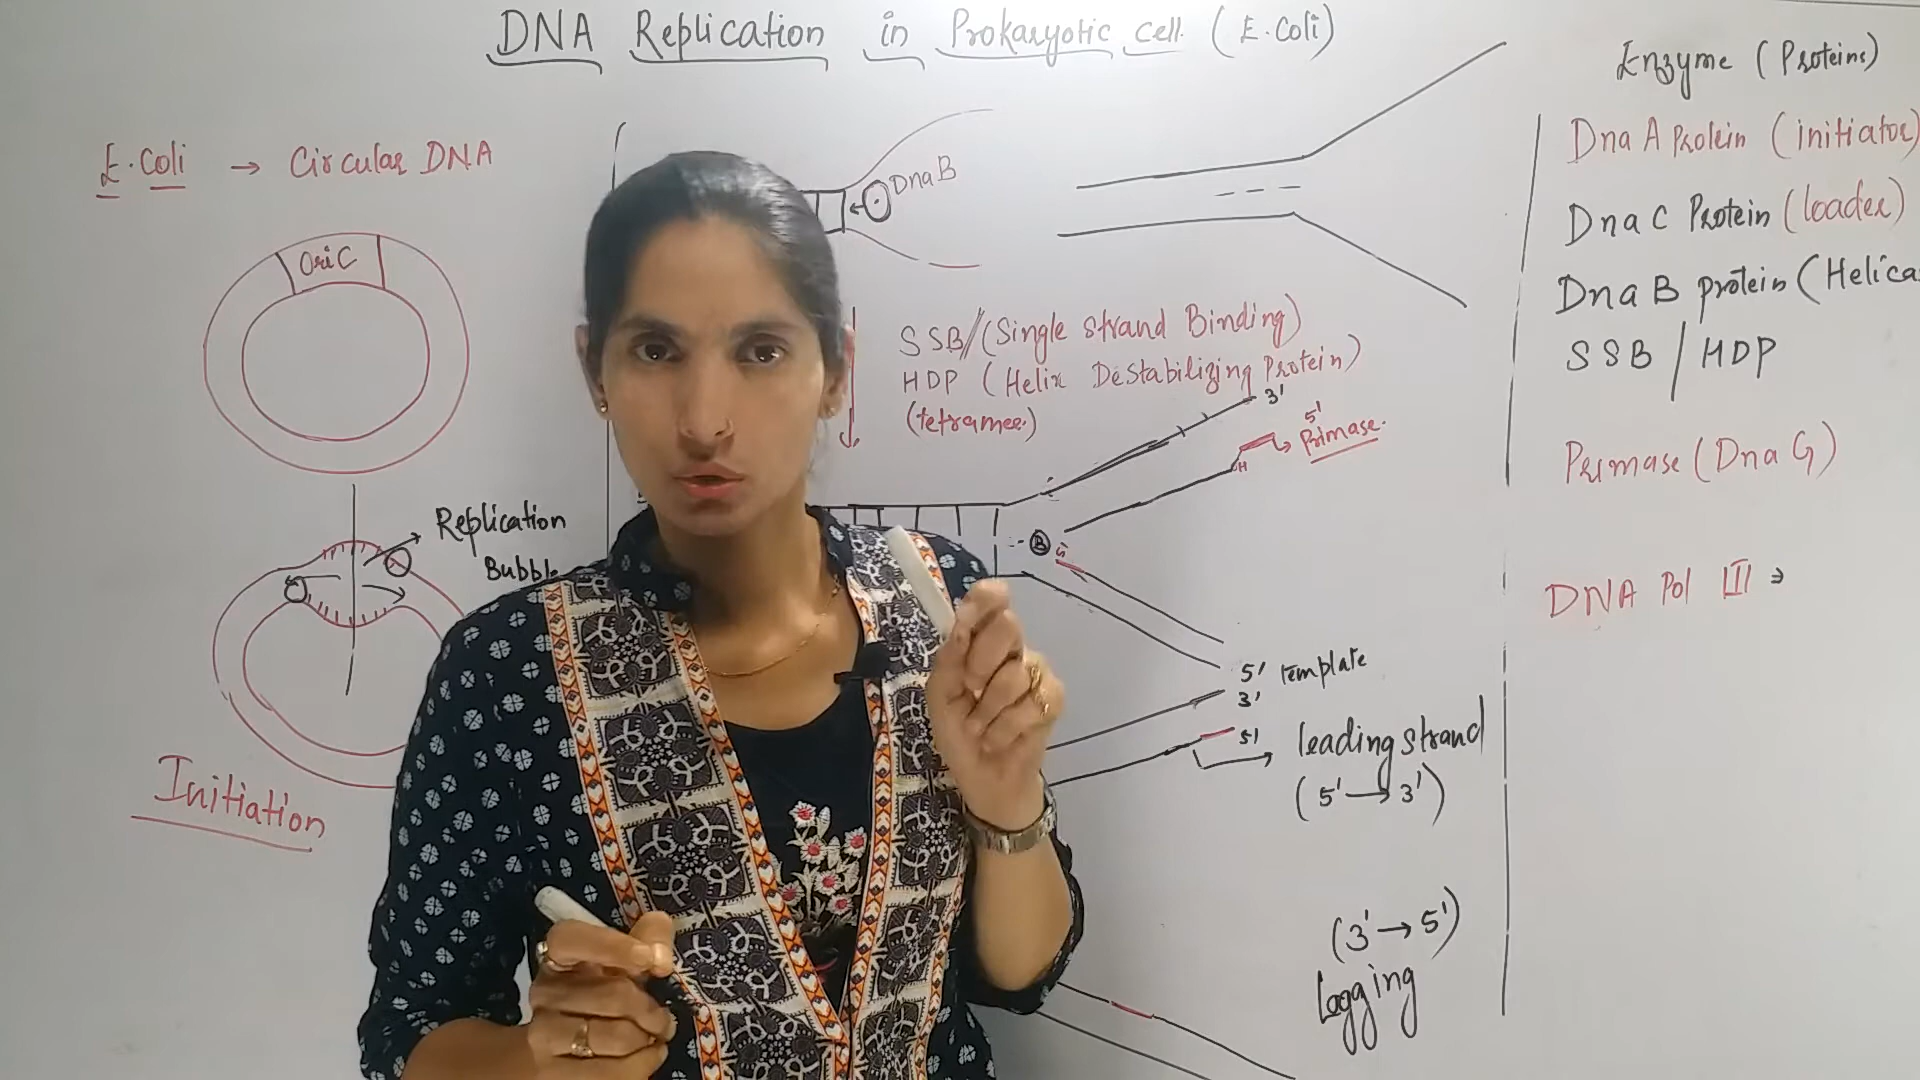 DNA Replication in Prokaryotic cell (E.Coli)
E.Coli → Circular DNA
OriC
Replication
Bubble
Initiation
DnaB
SSB/(Single Strand Binding)
HDP (Helix DeStabilizing Protein)
(tetramer)
3'
5'
Primase.
OH
B
5'
5' template
3'
5'
leading strand
(5' → 3')
(3' → 5')
Logging
Enzyme (Proteins)
Dna A Protein (initiator)
Dna C Protein (loader)
Dna B protein (Helica
SSB / HDP
Primase (Dna G)
DNA Pol III →